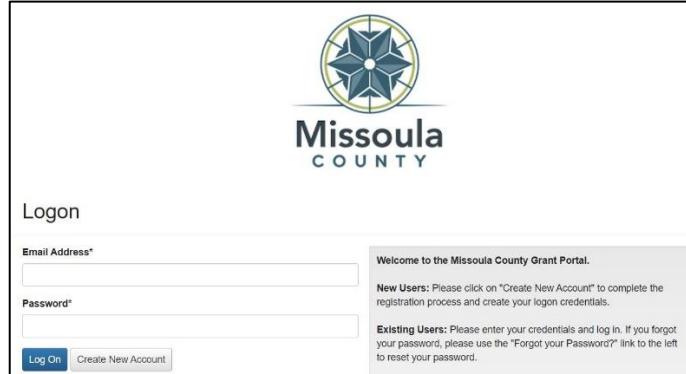 Missoula
COUNTY
Logon
Email Address*
Password*
Log On
Create New Account
Welcome to the Missoula County Grant Portal.
New Users: Please click on "Create New Account" to complete the
registration process and create your logon credentials.
Existing Users: Please enter your credentials and log in. If you forgot
your password, please use the "Forgot your Password?" link to the left
to reset your password.